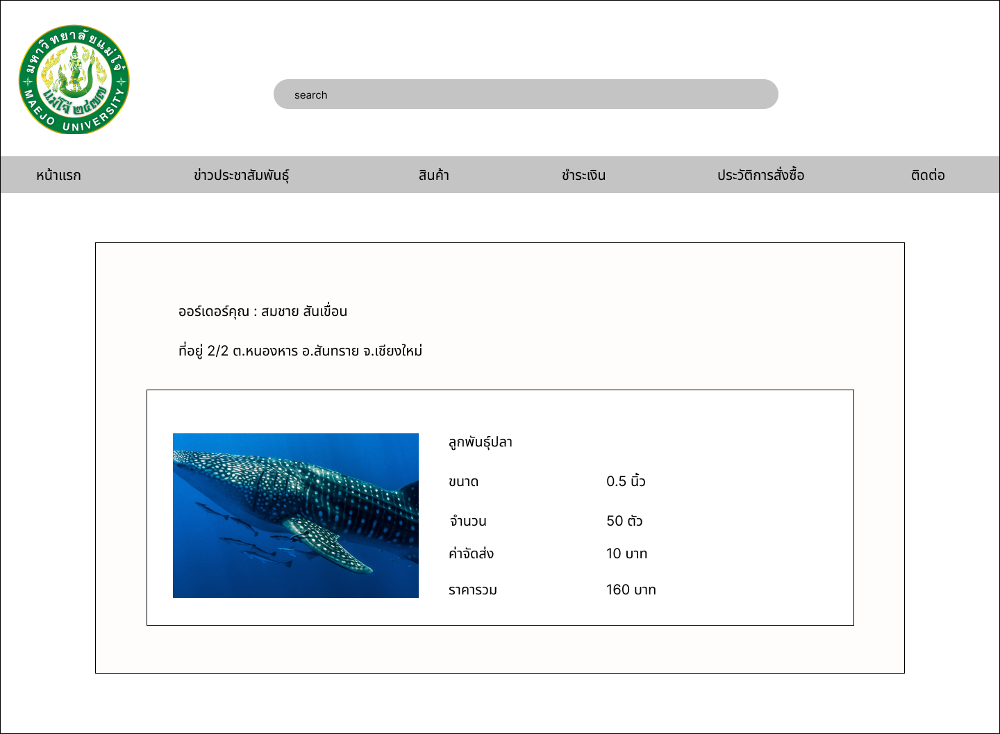 มหาวิทยาลัยแม่โจ้
แม่โจ้ ๒๔๗๗
MAEJO UNIVERSITY
search
หน้าแรก ข่าวประชาสัมพันธุ์ สินค้า ชำระเงิน ประวัติการสั่งซื้อ ติดต่อ
ออร์เดอร์คุณ : สมชาย สันเขื่อน
ที่อยู่ 2/2 ต.หนองหาร อ.สันทราย จ.เชียงใหม่
ลูกพันธุ์ปลา
ขนาด 0.5 นิ้ว
จำนวน 50 ตัว
ค่าจัดส่ง 10 บาท
ราคารวม 160 บาท